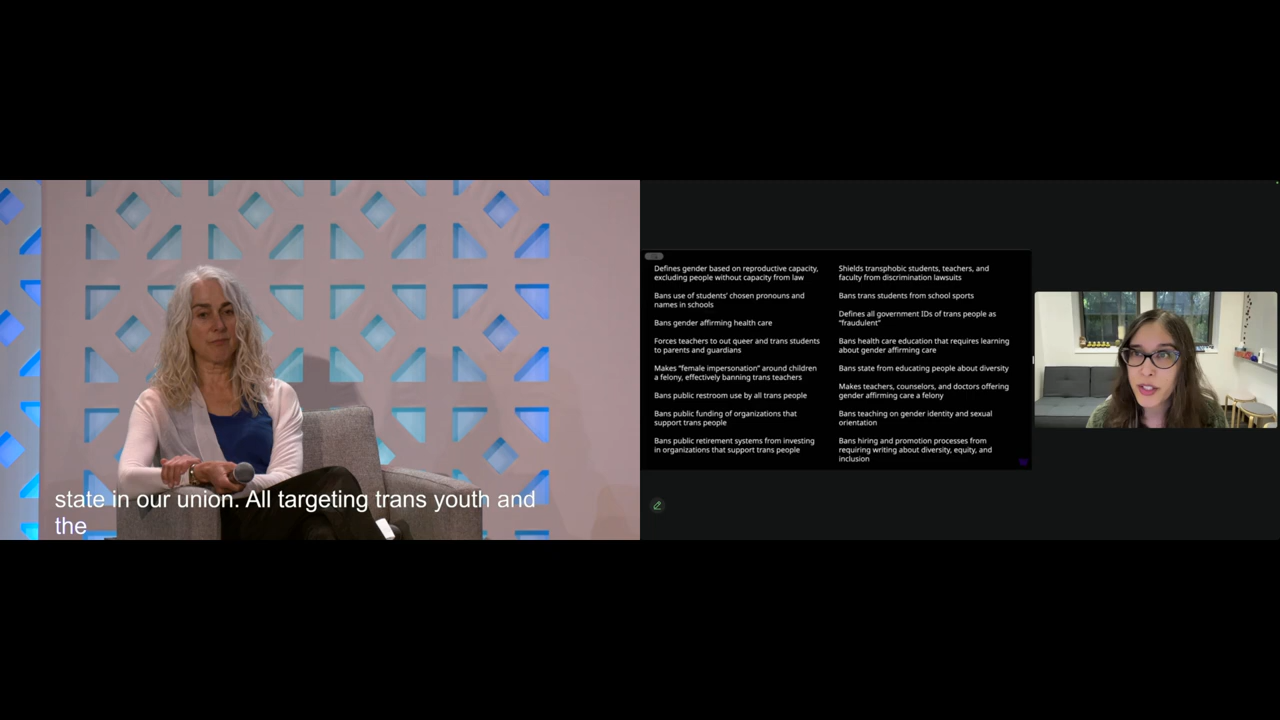 state in our union. All targeting trans youth and
the
Defines gender based on reproductive capacity,
excluding people without capacity from law
Bans use of students' chosen pronouns and
names in schools
Bans gender affirming health care
Forces teachers to out queer and trans students
to parents and guardians
Makes "female impersonation" around children
a felony, effectively banning trans teachers
Bans public restroom use by all trans people
Bans public funding of organizations that
support trans people
Bans public retirement systems from investing
in organizations that support trans people
Shields transphobic students, teachers, and
faculty from discrimination lawsuits
Bans trans students from school sports
Defines all government IDs of trans people as
"fraudulent"
Bans health care education that requires learning
about gender affirming care
Bans state from educating people about diversity
Makes teachers, counselors, and doctors offering
gender affirming care a felony
Bans teaching on gender identity and sexual
orientation
Bans hiring and promotion processes from
requiring writing about diversity, equity, and
inclusion